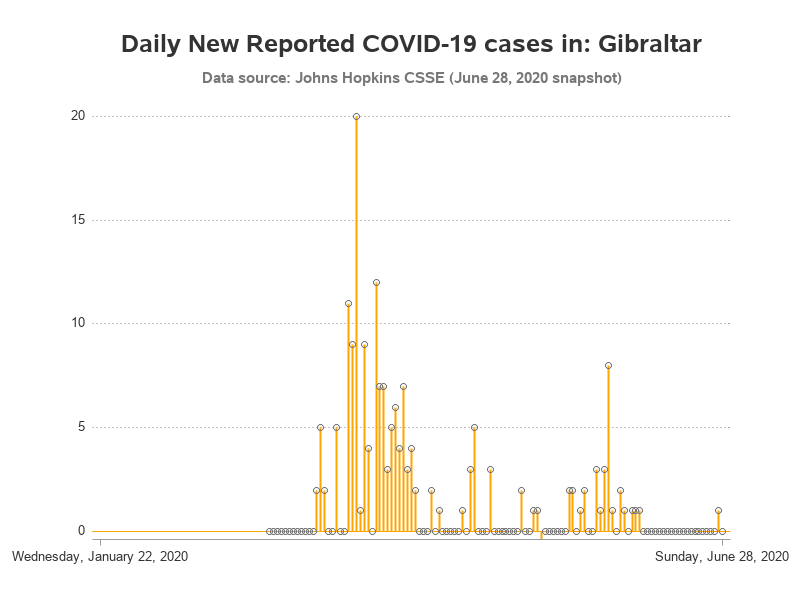 Daily New Reported COVID-19 cases in: Gibraltar
Data source: Johns Hopkins CSSE (June 28, 2020 snapshot)
20
15
10
5
0
Wednesday, January 22, 2020
Sunday, June 28, 2020